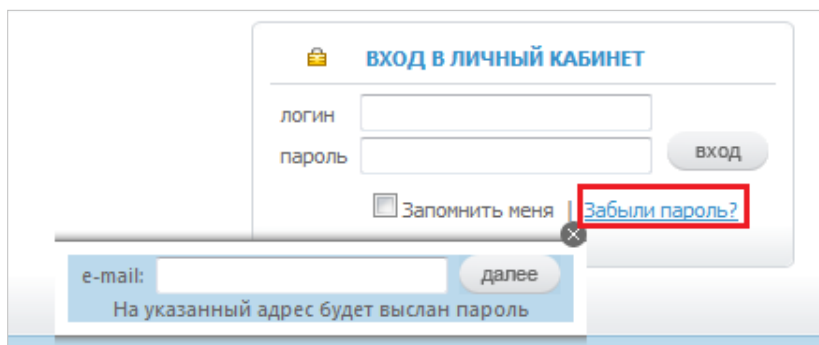 ВХОД В ЛИЧНЫЙ КАБИНЕТ
логин
пароль
вход
Запомнить меня | Забыли пароль?
e-mail:
далее
На указанный адрес будет выслан пароль